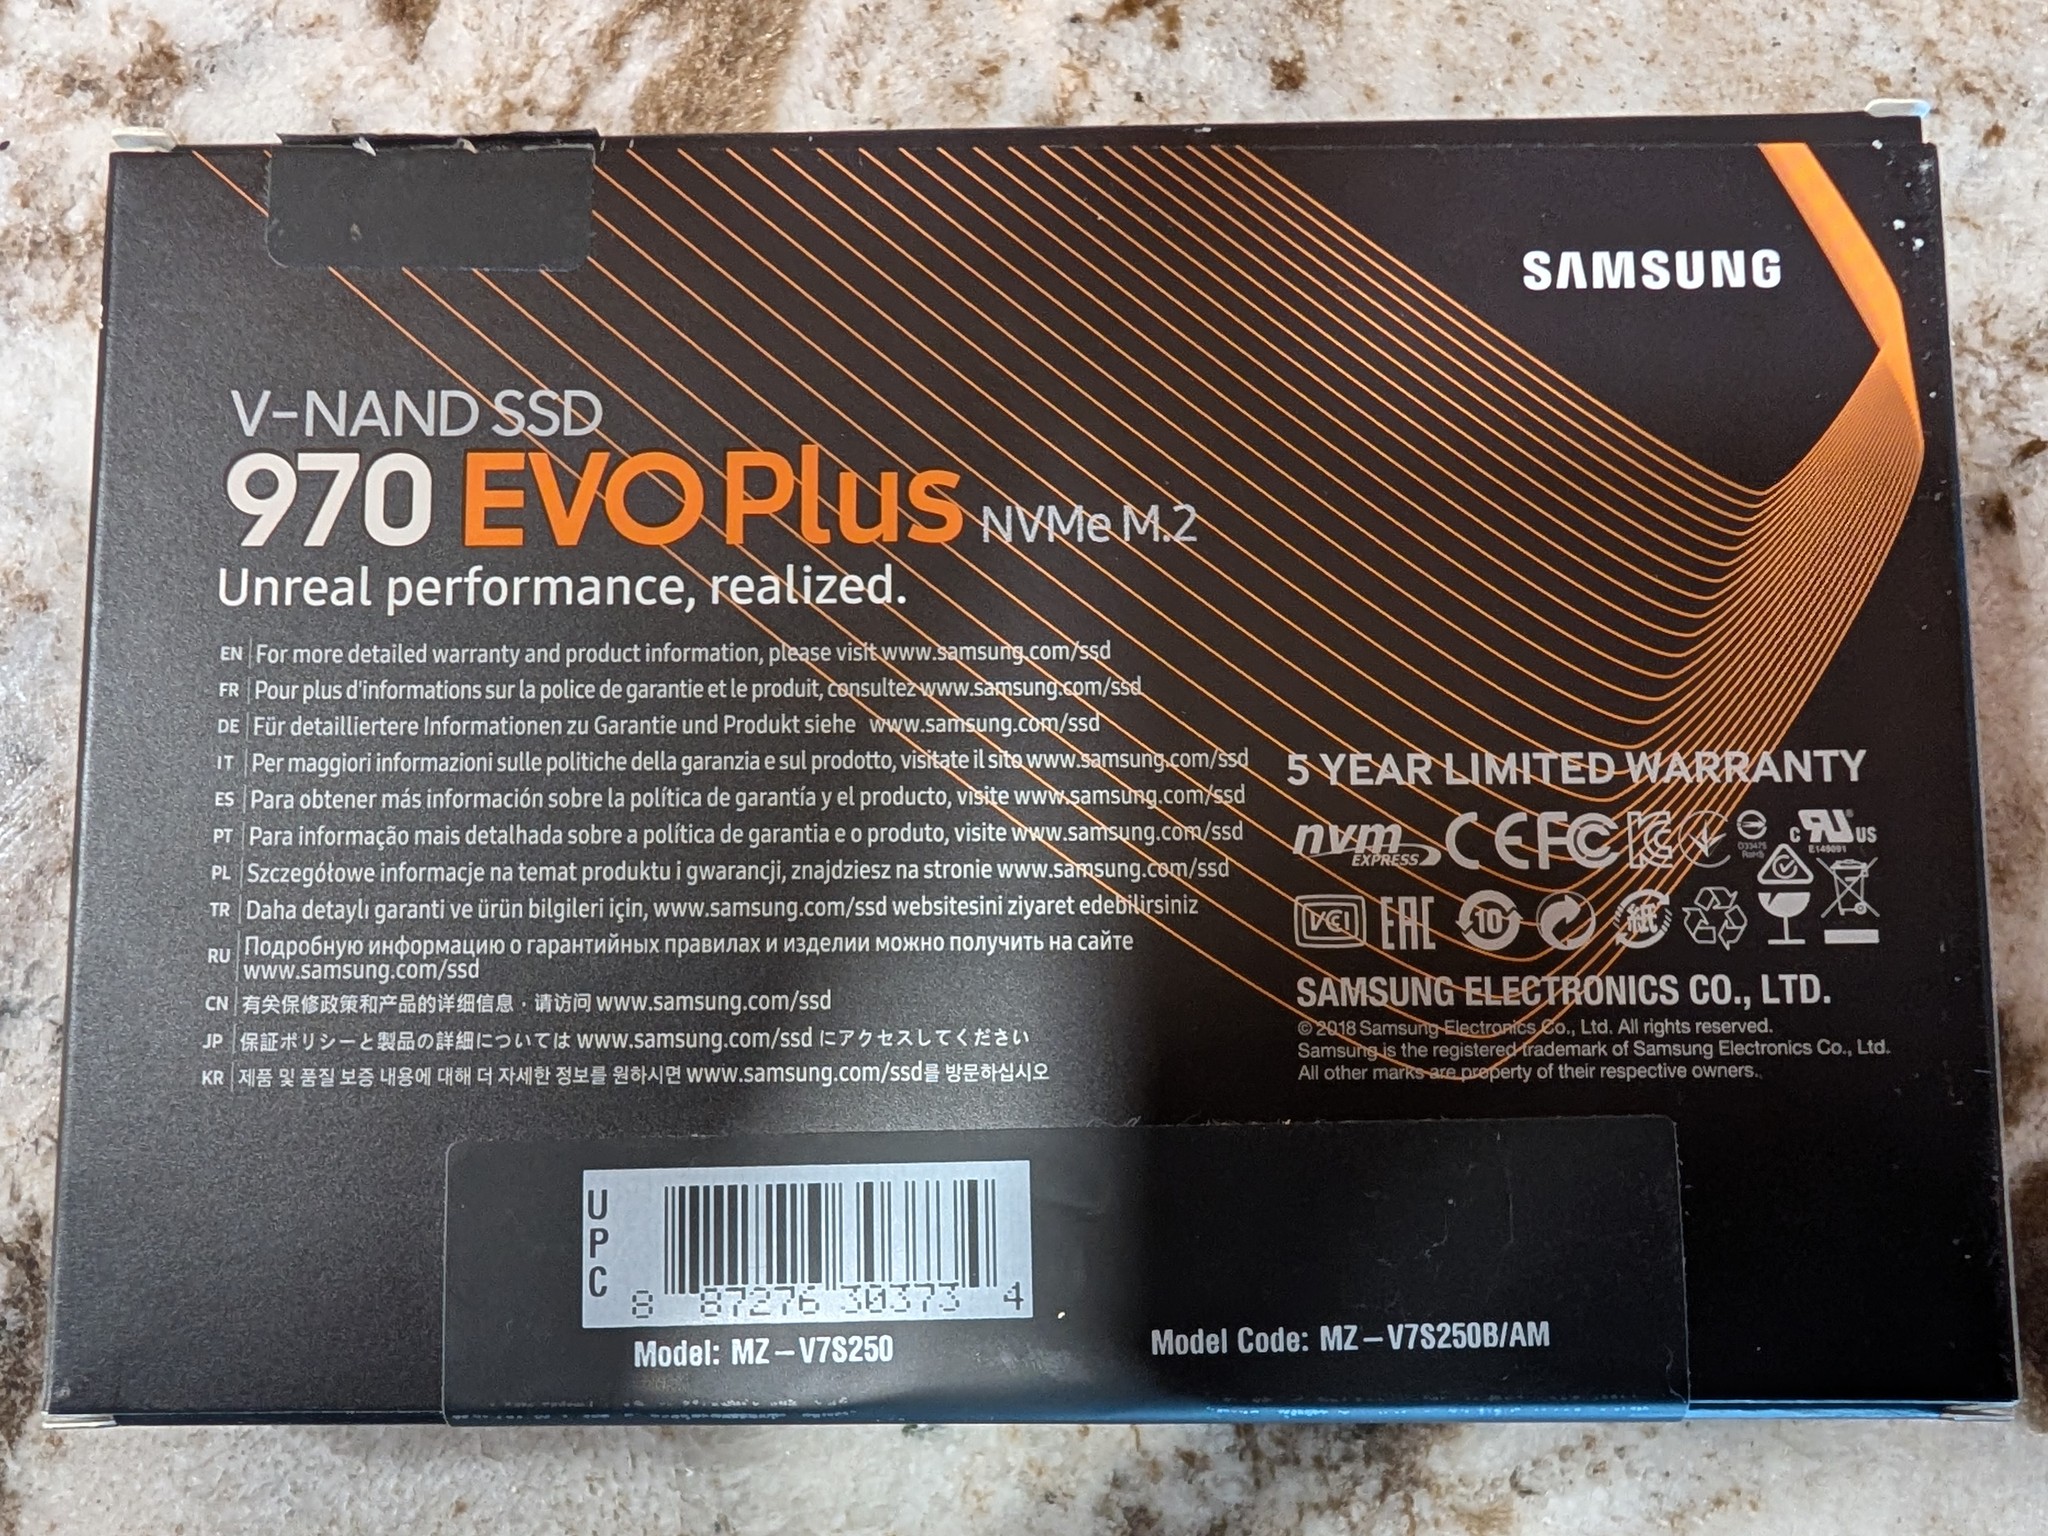 SAMSUNG
V-NAND SSD
970 EVO Plus NVMe M.2
Unreal performance, realized.
EN For more detailed warranty and product information, please visit www.samsung.com/ssd
FR Pour plus d'informations sur la police de garantie et le produit, consultez www.samsung.com/ssd
DE Für detailliertere Informationen zu Garantie und Produkt siehe www.samsung.com/ssd
IT Per maggiori informazioni sulle politiche della garanzia e sul prodotto, visitate il sito www.samsung.com/ssd
ES Para obtener más información sobre la política de garantía y el producto, visite www.samsung.com/ssd
PT Para informação mais detalhada sobre a política de garantia e o produto, visite www.samsung.com/ssd
PL Szczegółowe informacje na temat produktu i gwarancji, znajdziesz na stronie www.samsung.com/ssd
TR Daha detaylı garanti ve ürün bilgileri için, www.samsung.com/ssd websitesini ziyaret edebilirsiniz
RU Подробную информацию о гарантийных правилах и изделии можно получить на сайте
www.samsung.com/ssd
CN 有关保修政策和产品的详细信息，请访问 www.samsung.com/ssd
JP 保証ポリシーと製品の詳細については www.samsung.com/ssd にアクセスしてください
KR 제품 및 품질 보증 내용에 대해 더 자세한 정보를 원하시면 www.samsung.com/ssd를 방문하십시오
5 YEAR LIMITED WARRANTY
nvm EXPRESS CE FC KC D33475 RoHS c RU US E149091
VCI EAC 10 紙
SAMSUNG ELECTRONICS CO., LTD.
© 2018 Samsung Electronics Co., Ltd. All rights reserved.
Samsung is the registered trademark of Samsung Electronics Co., Ltd.
All other marks are property of their respective owners.
UPC
8 87276 30373 4
Model: MZ-V7S250
Model Code: MZ-V7S250B/AM